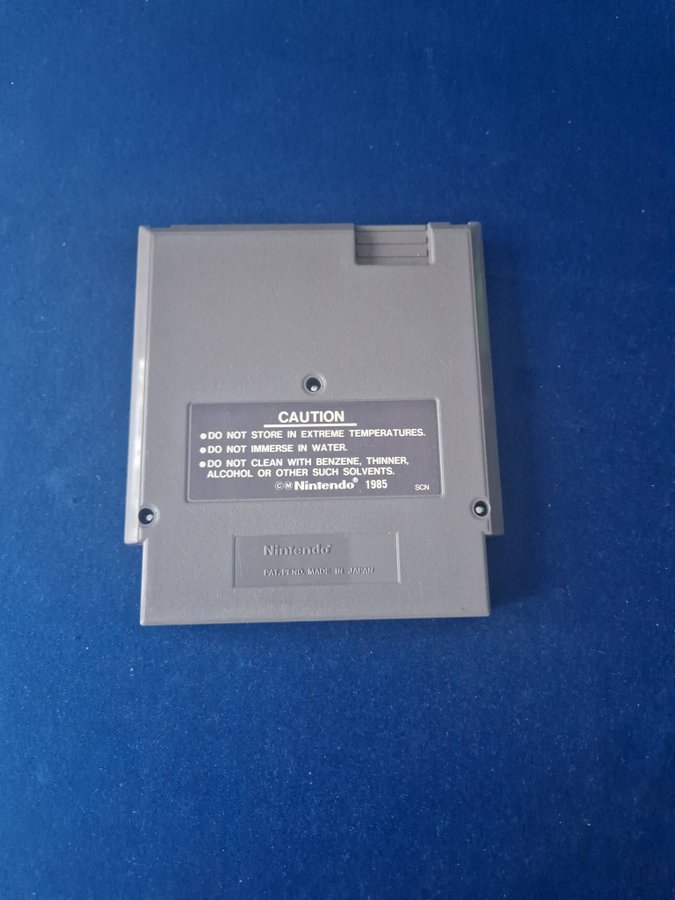 CAUTION
●DO NOT STORE IN EXTREME TEMPERATURES.
●DO NOT IMMERSE IN WATER.
●DO NOT CLEAN WITH BENZENE, THINNER,
ALCOHOL OR OTHER SUCH SOLVENTS.
©Ⓜ Nintendo® 1985 SCN
Nintendo®
PAT. PEND. MADE IN JAPAN